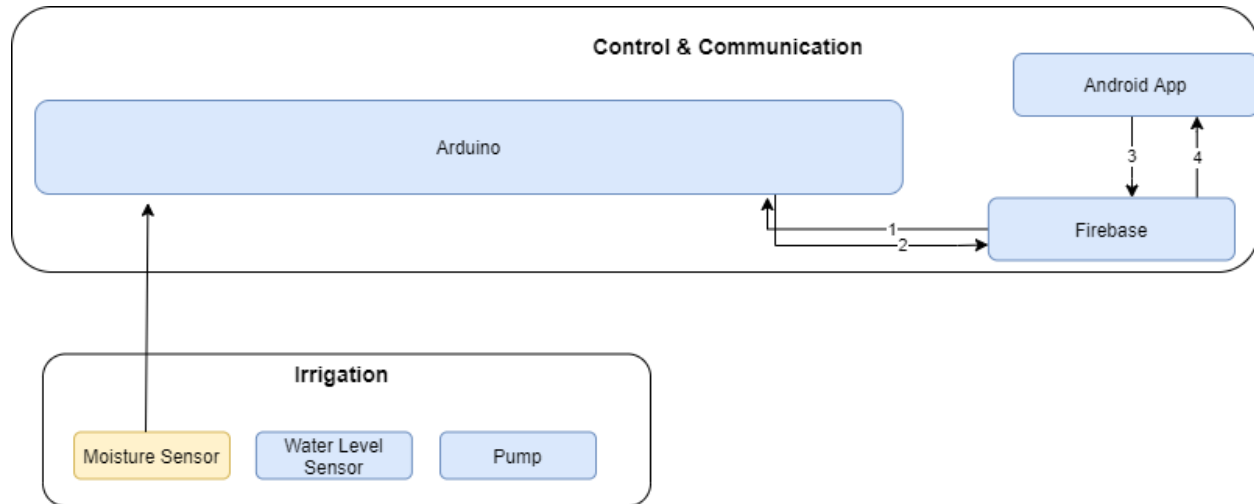 Control & Communication
Android App
Arduino
3
4
1
2
Firebase
Irrigation
Moisture Sensor
Water Level
Sensor
Pump